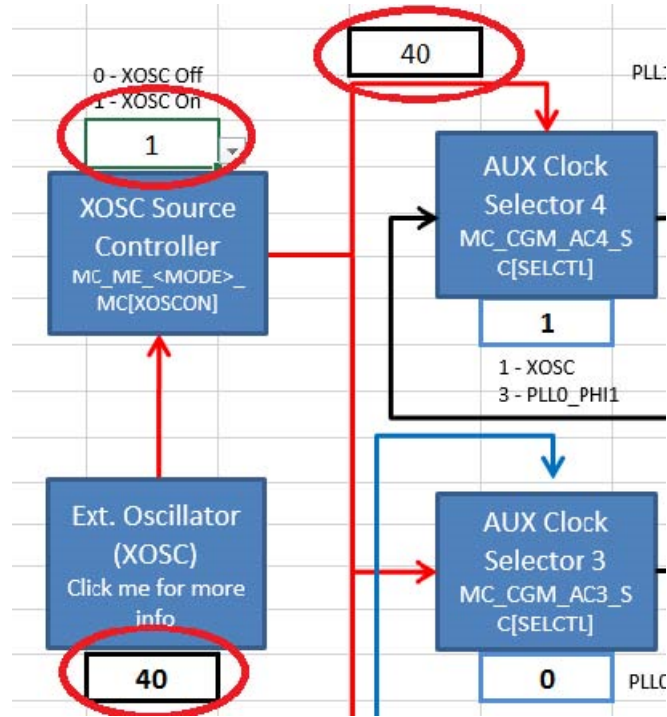 40
0 - XOSC Off
1 - XOSC On
1
XOSC Source
Controller
MC_ME_<MODE>_
MC[XOSCON]
AUX Clock
Selector 4
MC_CGM_AC4_S
C[SELCTL]
1
1 - XOSC
3 - PLL0_PHI1
Ext. Oscillator
(XOSC)
Click me for more
info
40
AUX Clock
Selector 3
MC_CGM_AC3_S
C[SELCTL]
0
PLL0